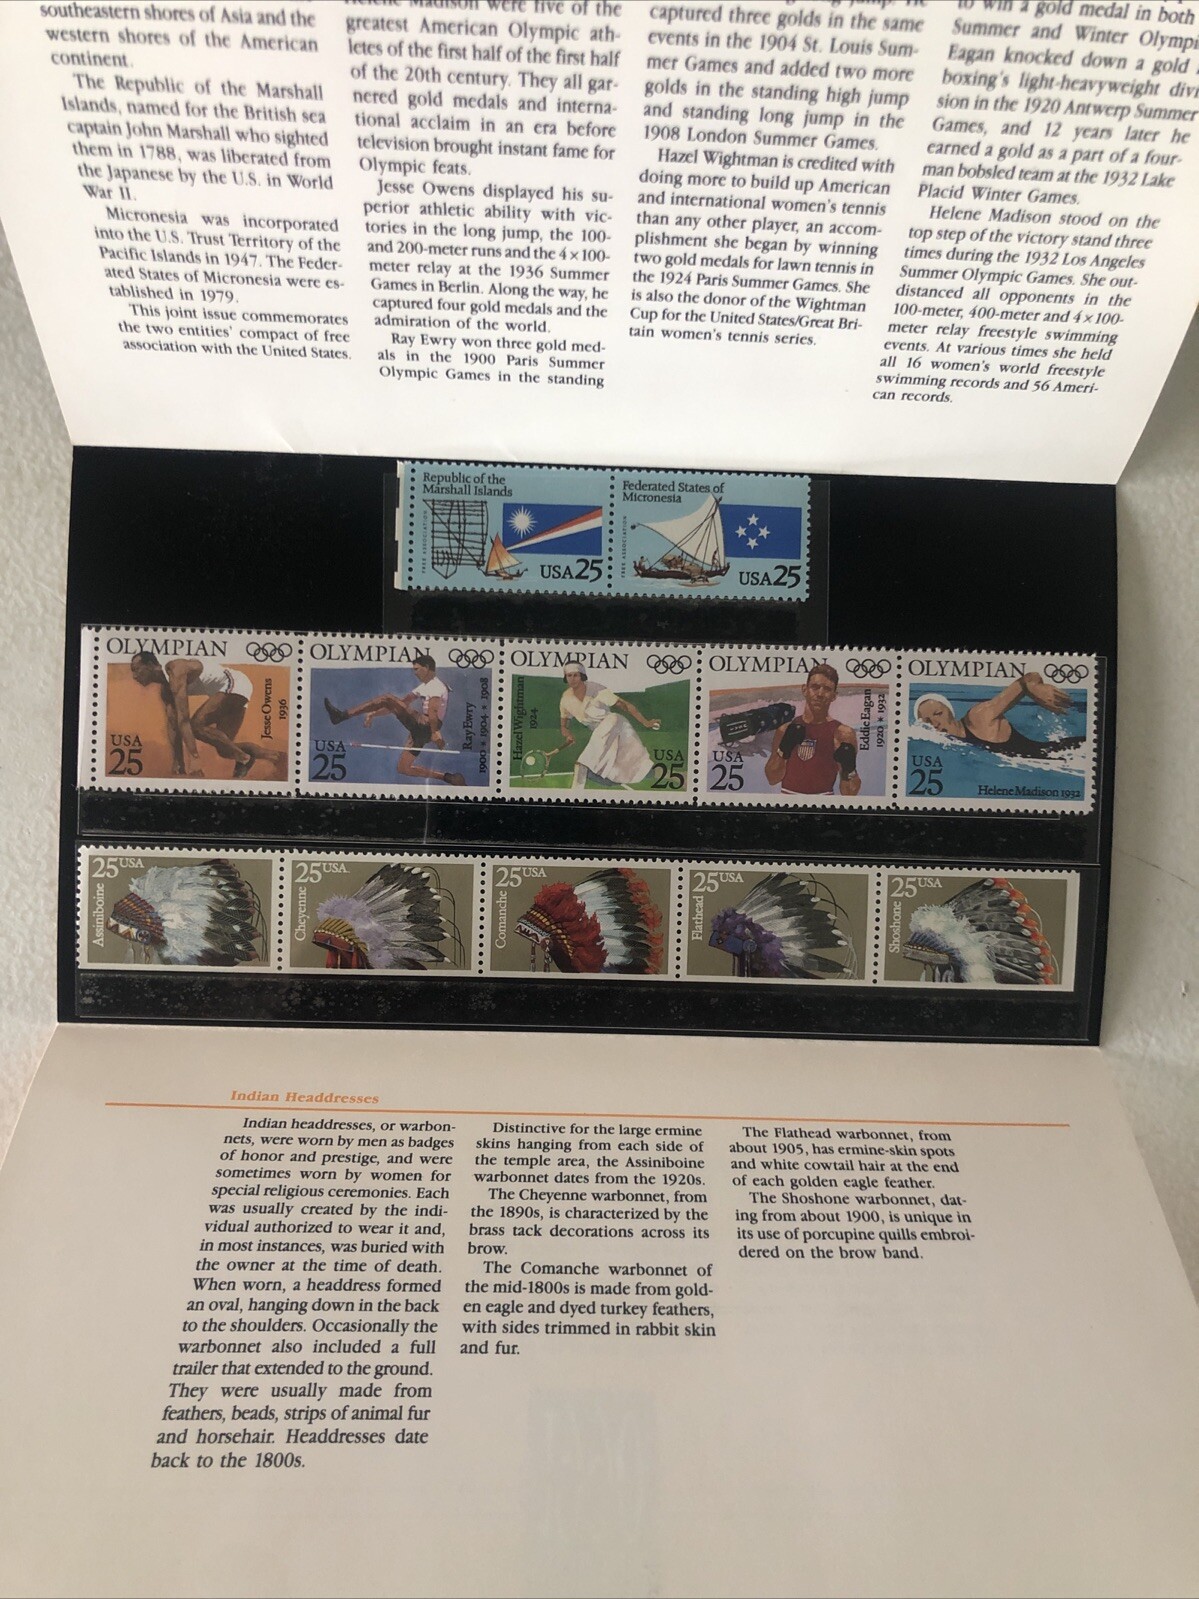 southeastern shores of Asia and the
western shores of the American
continent.
The Republic of the Marshall
Islands, named for the British sea
captain John Marshall who sighted
them in 1788, was liberated from
the Japanese by the U.S. in World
War II.
Micronesia was incorporated
into the U.S. Trust Territory of the
Pacific Islands in 1947. The Feder-
ated States of Micronesia were es-
tablished in 1979.
This joint issue commemorates
the two entities' compact of free
association with the United States.
Helene Madison were five of the
greatest American Olympic ath-
letes of the first half of the first half
of the 20th century. They all gar-
nered gold medals and interna-
tional acclaim in an era before
television brought instant fame for
Olympic feats.
Jesse Owens displayed his su-
perior athletic ability with vic-
tories in the long jump, the 100-
and 200-meter runs and the 4×100-
meter relay at the 1936 Summer
Games in Berlin. Along the way, he
captured four gold medals and the
admiration of the world.
Ray Ewry won three gold med-
als in the 1900 Paris Summer
Olympic Games in the standing
captured three golds in the same
events in the 1904 St. Louis Sum-
mer Games and added two more
golds in the standing high jump
and standing long jump in the
1908 London Summer Games.
Hazel Wightman is credited with
doing more to build up American
and international women's tennis
than any other player, an accom-
plishment she began by winning
two gold medals for lawn tennis in
the 1924 Paris Summer Games. She
is also the donor of the Wightman
Cup for the United States/Great Bri-
tain women's tennis series.
to win a gold medal in both
Summer and Winter Olympi
Eagan knocked down a gold
boxing's light-heavyweight divi-
sion in the 1920 Antwerp Summer
Games, and 12 years later he
earned a gold as a part of a four-
man bobsled team at the 1932 Lake
Placid Winter Games.
Helene Madison stood on the
top step of the victory stand three
times during the 1932 Los Angeles
Summer Olympic Games. She out-
distanced all opponents in the
100-meter, 400-meter and 4×100-
meter relay freestyle swimming
events. At various times she held
all 16 women's world freestyle
swimming records and 56 Ameri-
can records.
Republic of the
Marshall Islands
FREE ASSOCIATION
USA 25
Federated States of
Micronesia
FREE ASSOCIATION
USA 25
OLYMPIAN
Jesse Owens
1936
USA
25
OLYMPIAN
Ray Ewry
1900 * 1904 * 1908
USA
25
OLYMPIAN
Hazel Wightman
1924
USA
25
OLYMPIAN
Eddie Eagan
1920 * 1932
USA
25
OLYMPIAN
USA
25
Helene Madison 1932
25 USA
Assiniboine
25 USA
Cheyenne
25 USA
Comanche
25 USA
Flathead
25 USA
Shoshone
Indian Headdresses
Indian headdresses, or warbon-
nets, were worn by men as badges
of honor and prestige, and were
sometimes worn by women for
special religious ceremonies. Each
was usually created by the indi-
vidual authorized to wear it and,
in most instances, was buried with
the owner at the time of death.
When worn, a headdress formed
an oval, hanging down in the back
to the shoulders. Occasionally the
warbonnet also included a full
trailer that extended to the ground.
They were usually made from
feathers, beads, strips of animal fur
and horsehair. Headdresses date
back to the 1800s.
Distinctive for the large ermine
skins hanging from each side of
the temple area, the Assiniboine
warbonnet dates from the 1920s.
The Cheyenne warbonnet, from
the 1890s, is characterized by the
brass tack decorations across its
brow.
The Comanche warbonnet of
the mid-1800s is made from gold-
en eagle and dyed turkey feathers,
with sides trimmed in rabbit skin
and fur.
The Flathead warbonnet, from
about 1905, has ermine-skin spots
and white cowtail hair at the end
of each golden eagle feather.
The Shoshone warbonnet, dat-
ing from about 1900, is unique in
its use of porcupine quills embroi-
dered on the brow band.